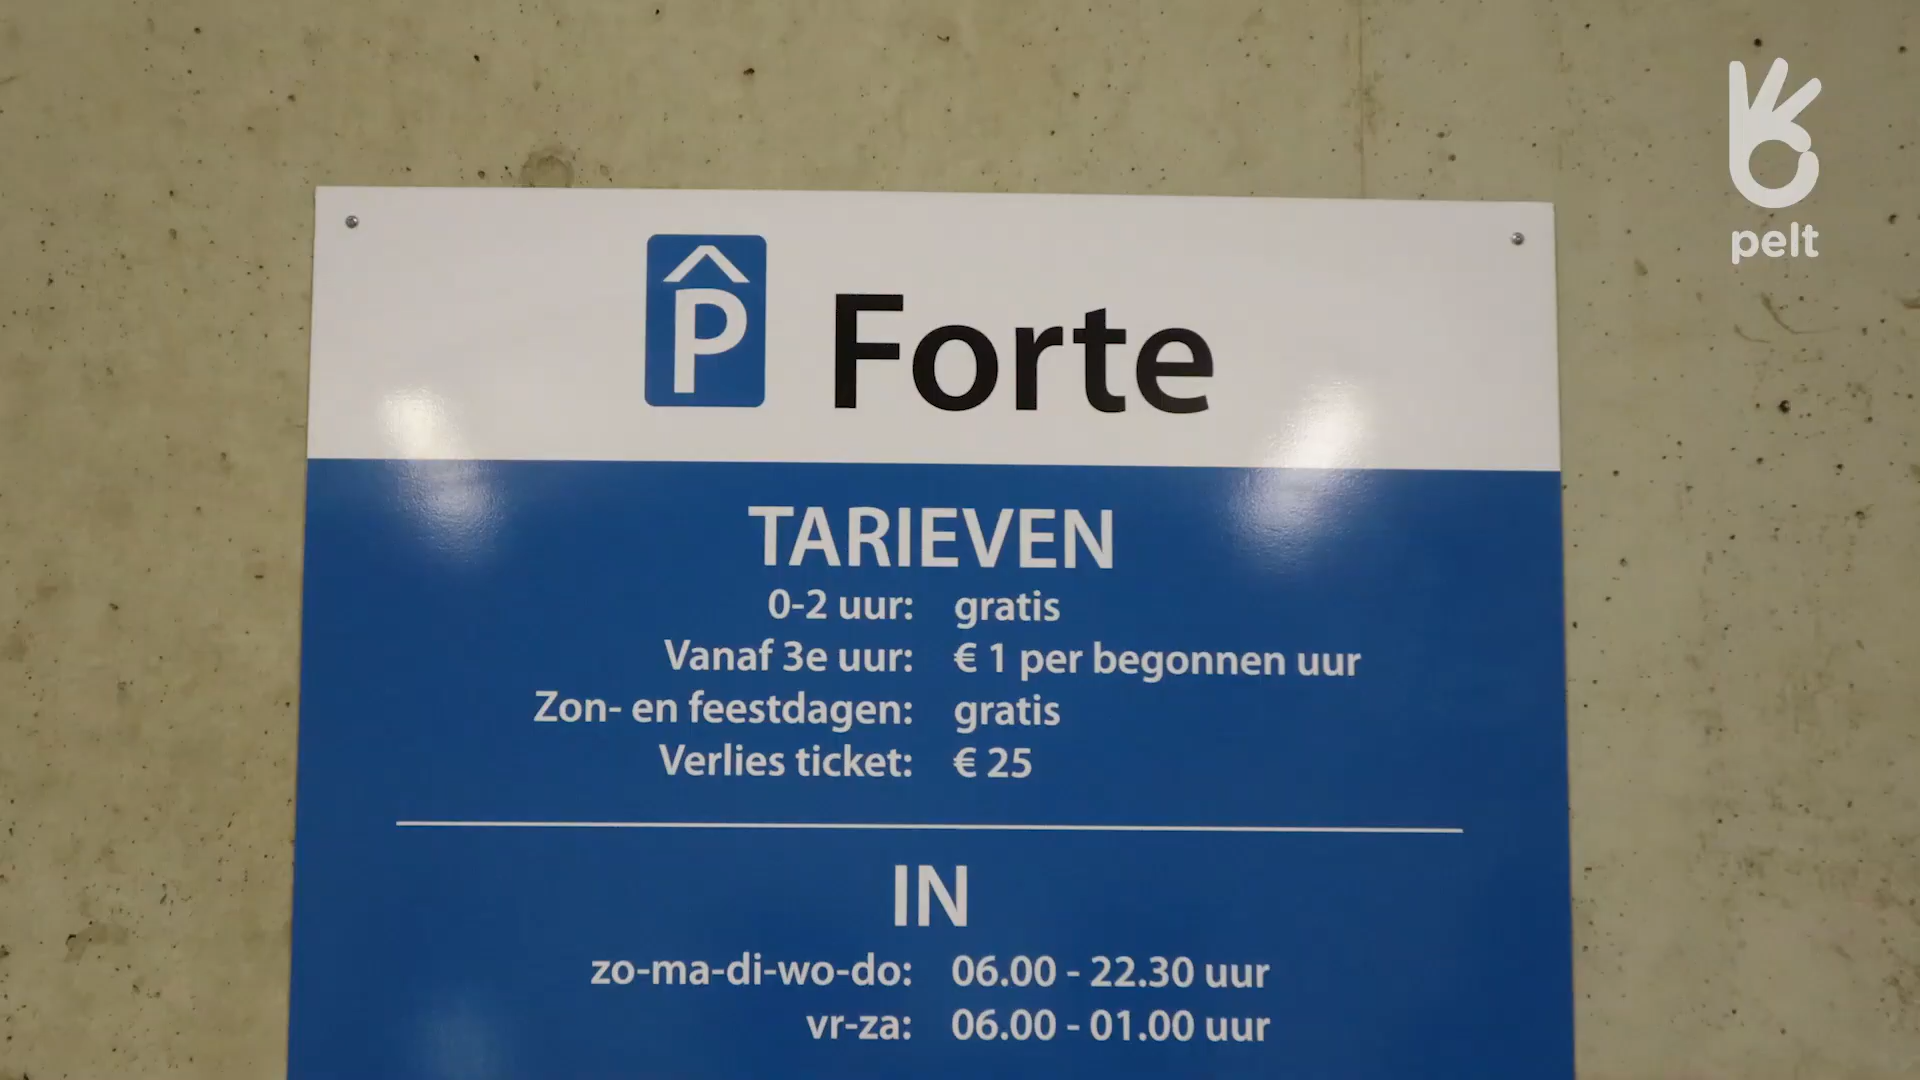 pelt
P Forte
TARIEVEN
0-2 uur: gratis
Vanaf 3e uur: € 1 per begonnen uur
Zon- en feestdagen: gratis
Verlies ticket: € 25
IN
zo-ma-di-wo-do: 06.00 - 22.30 uur
vr-za: 06.00 - 01.00 uur